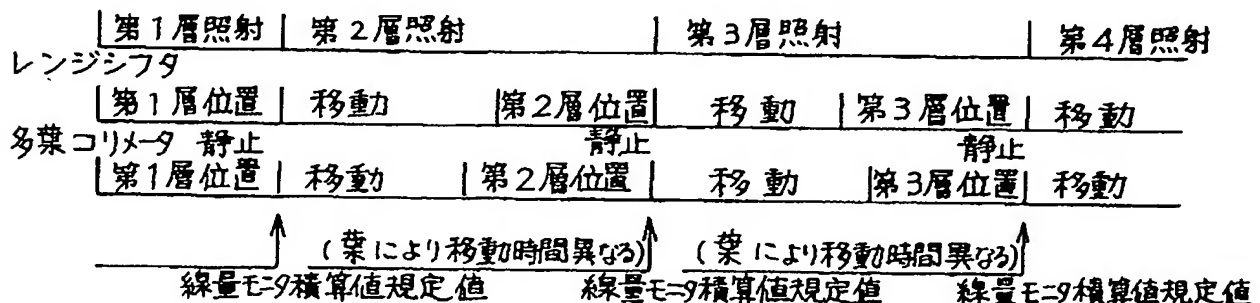 第1層照射 第2層照射 第3層照射 第4層照射
レンジシフタ
第1層位置 移動 第2層位置 移動 第3層位置 移動
多葉コリメータ 静止 静止 静止
第1層位置 移動 第2層位置 移動 第3層位置 移動
(葉により移動時間異なる) (葉により移動時間異なる)
線量モニタ積算値規定値 線量モニタ積算値規定値 線量モニタ積算値規定値